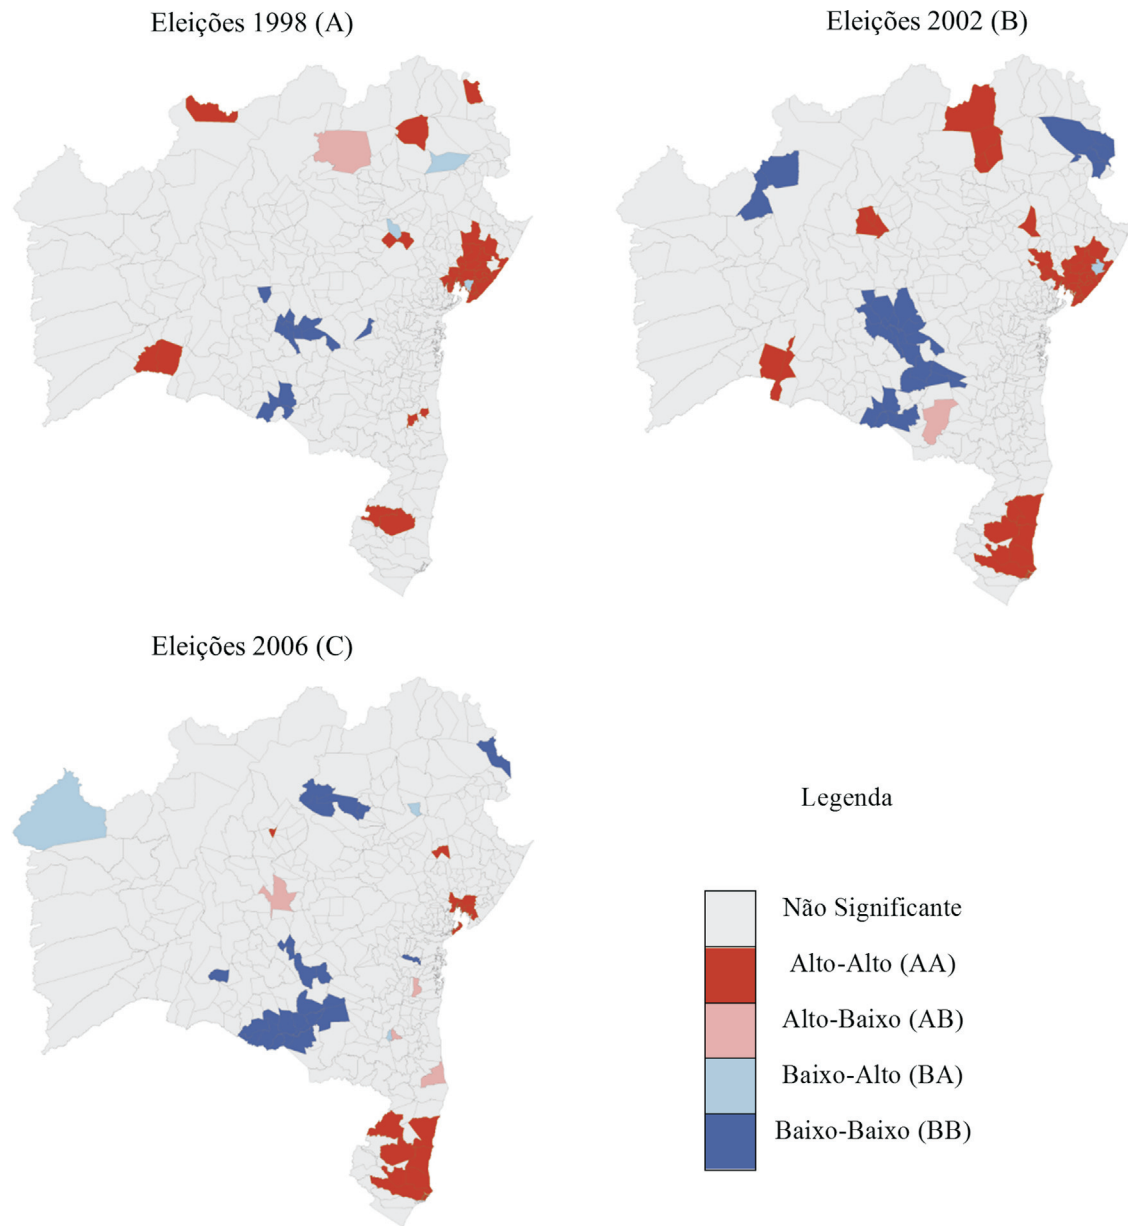 Eleições 1998 (A)
Eleições 2002 (B)
Eleições 2006 (C)
Legenda
Não Significante
Alto-Alto (AA)
Alto-Baixo (AB)
Baixo-Alto (BA)
Baixo-Baixo (BB)